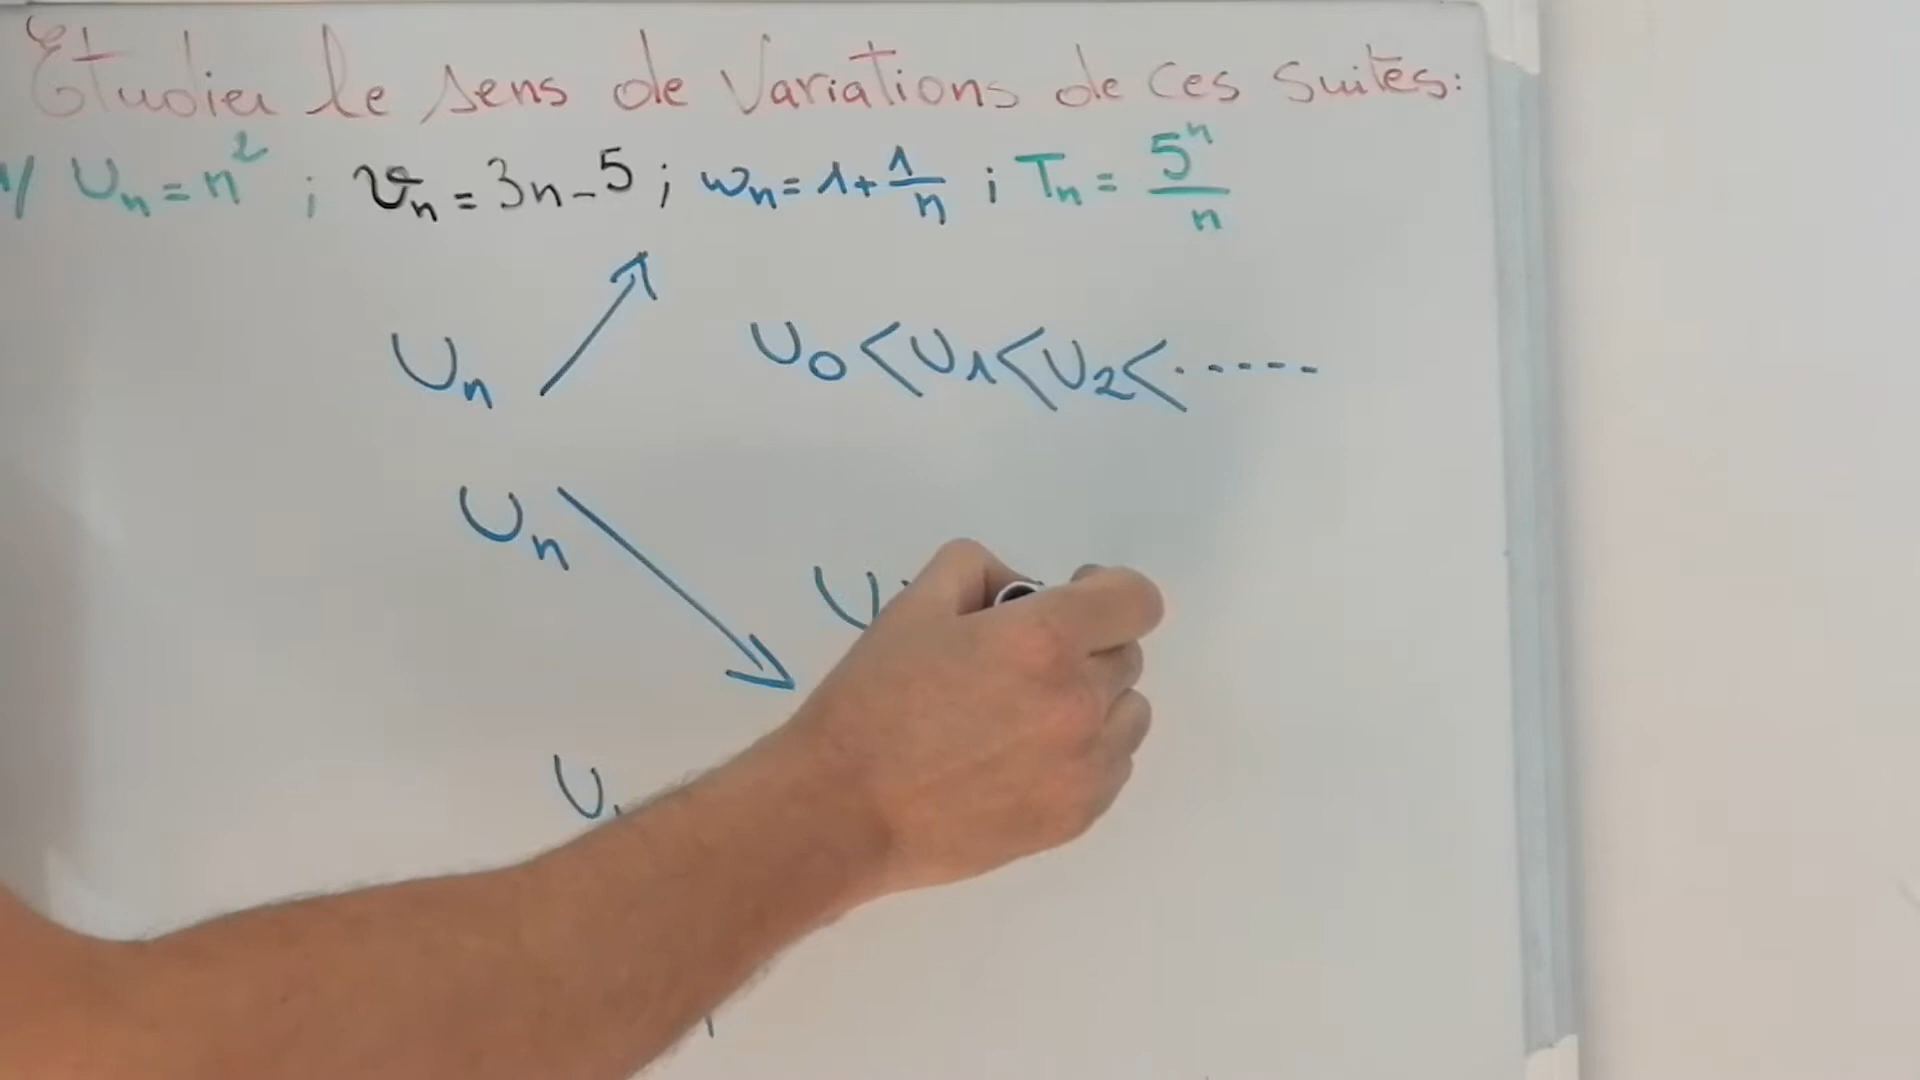 Etudier le sens de Variations de ces suites:
1/ Un = n² ; vn = 3n - 5 ; wn = 1 + 1/n ; Tn = 5ⁿ/n
Un
U0 < U1 < U2 < .....
Un
U
U